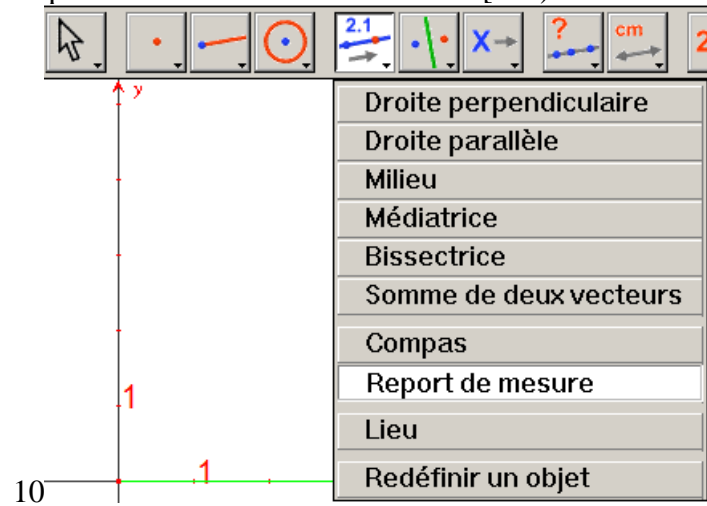 2.1
X
?
cm
2
y
Droite perpendiculaire
Droite parallèle
Milieu
Médiatrice
Bissectrice
Somme de deux vecteurs
Compas
Report de mesure
Lieu
Redéfinir un objet
1
1
10